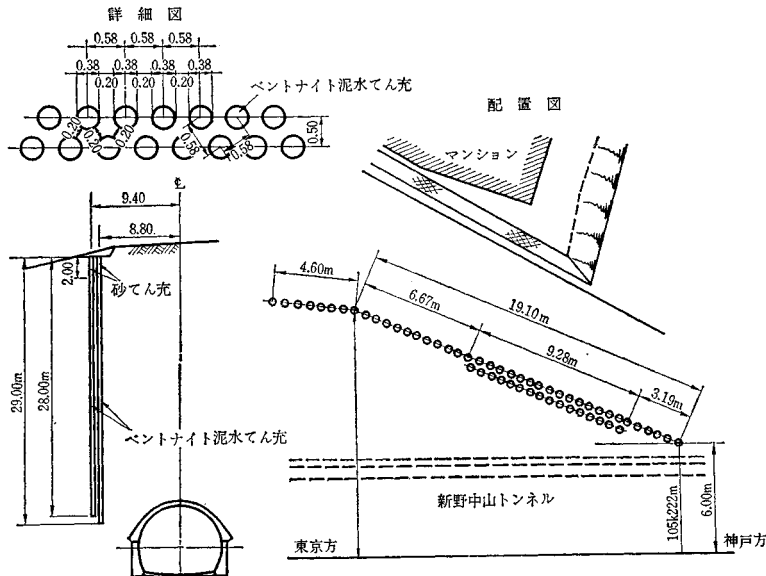 詳細図
0.58 0.58 0.58
0.38 0.38 0.38 0.38
0.20 0.20 0.20
ベントナイト泥水てん充
0.20 0.20 0.20
0.58 0.58
0.50
配置図
マンション
℄
9.40
8.80
2.00
砂てん充
29.00m
28.00m
ベントナイト泥水てん充
4.60m
19.10m
6.67m
9.28m
3.19m
新野中山トンネル
105k222m
6.00m
東京方
神戸方